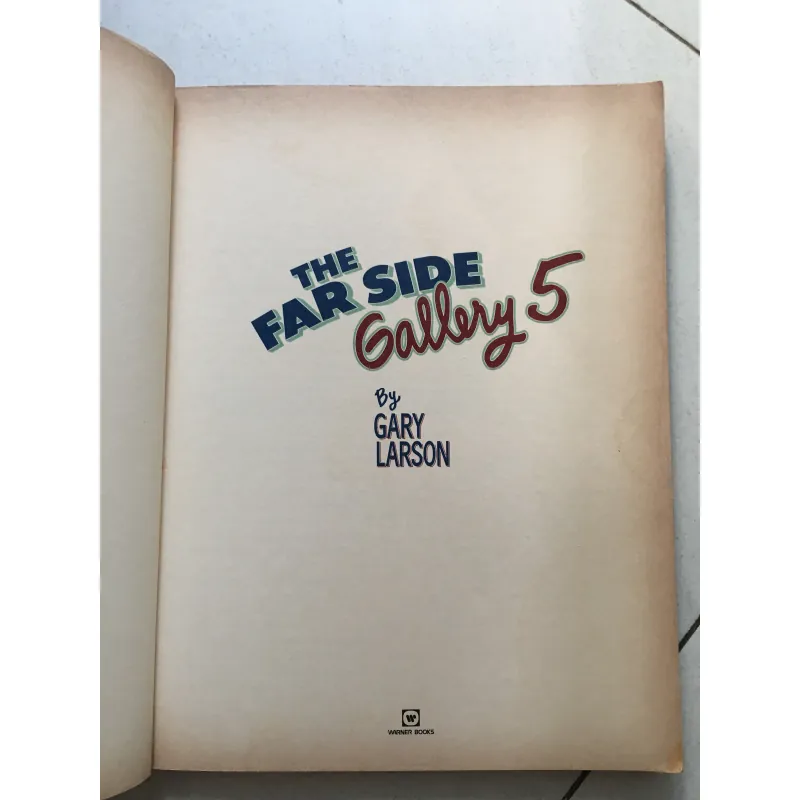 THE
FAR SIDE
Gallery 5
By
GARY
LARSON
WARNER BOOKS